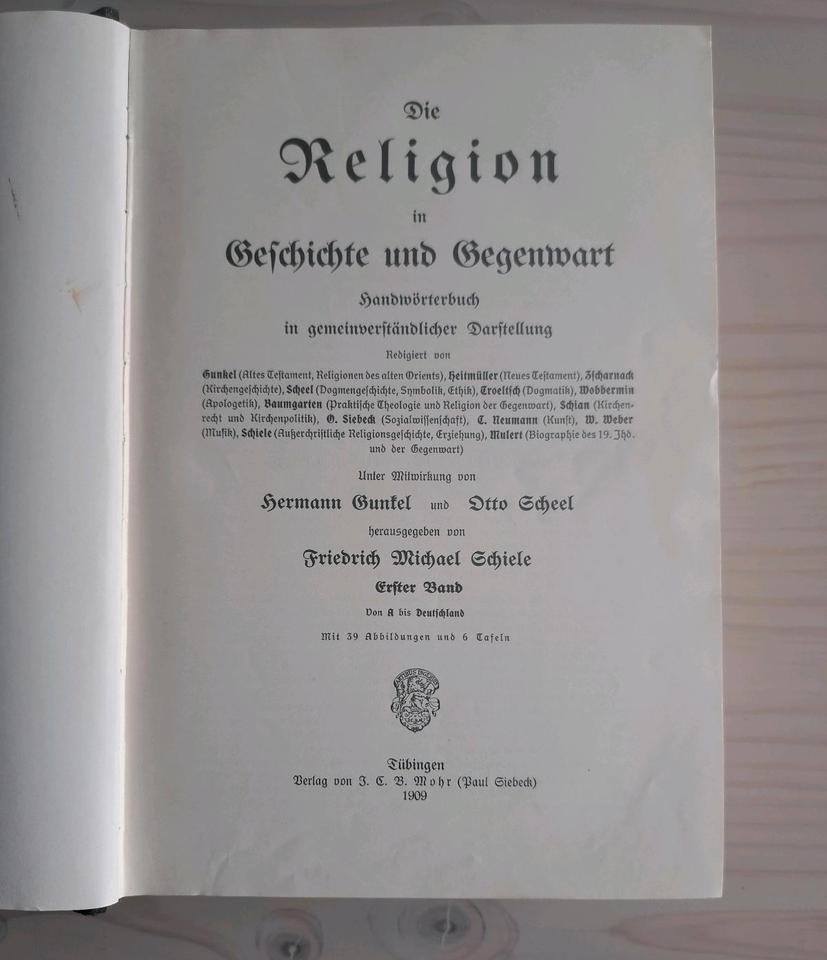 Die
Religion
in
Geſchichte und Gegenwart
Handwörterbuch
in gemeinverſtändlicher Darſtellung
Redigiert von
Gunkel (Altes Teſtament, Religionen des alten Orients), Heitmüller (Neues Teſtament), Zſcharnack
(Kirchengeſchichte), Scheel (Dogmengeſchichte, Symbolik, Ethik), Troeltſch (Dogmatik), Wobbermin
(Apologetik), Baumgarten (Praktiſche Theologie und Religion der Gegenwart), Schian (Kirchen-
recht und Kirchenpolitik), O. Siebeck (Sozialwiſſenſchaft), C. Neumann (Kunſt), W. Weber
(Muſik), Schiele (Außerchriſtliche Religionsgeſchichte, Erziehung), Mulert (Biographie des 19. Jhd.
und der Gegenwart)
Unter Mitwirkung von
Hermann Gunkel und Otto Scheel
herausgegeben von
Friedrich Michael Schiele
Erſter Band
Von A bis Deutſchland
Mit 39 Abbildungen und 6 Tafeln
Tübingen
Verlag von J. C. B. Mohr (Paul Siebeck)
1909